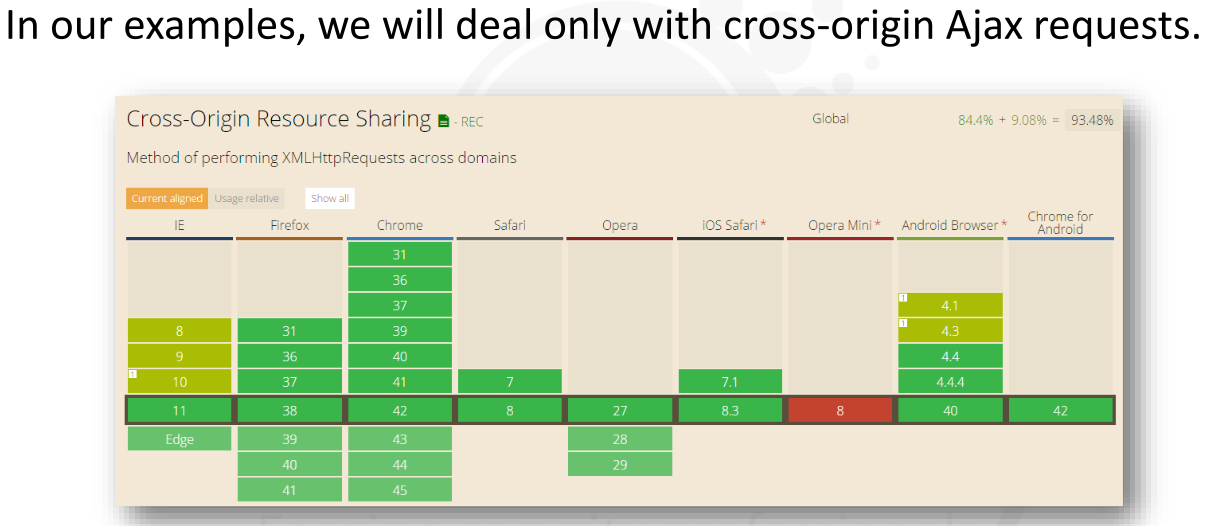 In our examples, we will deal only with cross-origin Ajax requests.
Cross-Origin Resource Sharing - REC Global 84.4% + 9.08% = 93.48%
Method of performing XMLHttpRequests across domains
Current aligned Usage relative Show all
IE Firefox Chrome Safari Opera iOS Safari * Opera Mini * Android Browser * Chrome for Android
31
36
37 1 4.1
8 31 39 1 4.3
9 36 40 4.4
1 10 37 41 7 7.1 4.4.4
11 38 42 8 27 8.3 8 40 42
Edge 39 43 28
40 44 29
41 45